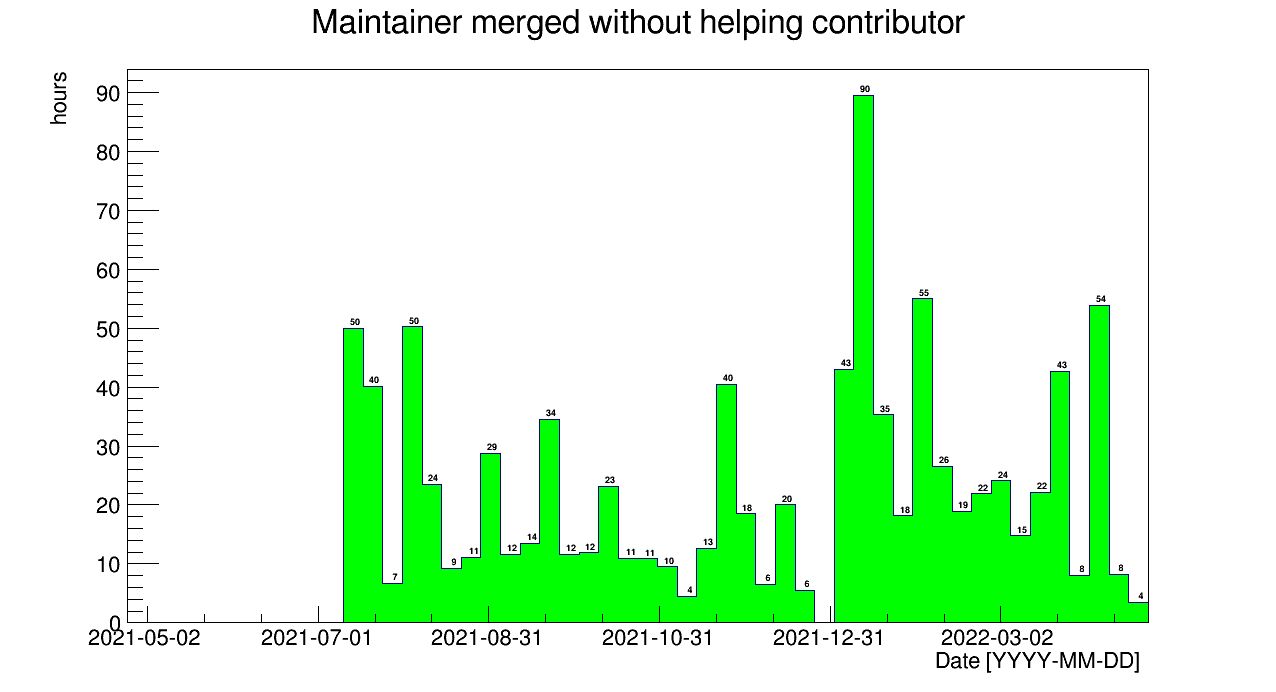 Maintainer merged without helping contributor
hours
90
80
70
60
50
40
30
20
10
0
50 40 7 50 24 9 11 29 12 14 34 12 12 23 11 11 10 4 13 40 18 6 20 6 43 90 35 18 55 26 19 22 24 15 22 43 8 54 8 4
2021-05-02 2021-07-01 2021-08-31 2021-10-31 2021-12-31 2022-03-02
Date [YYYY-MM-DD]